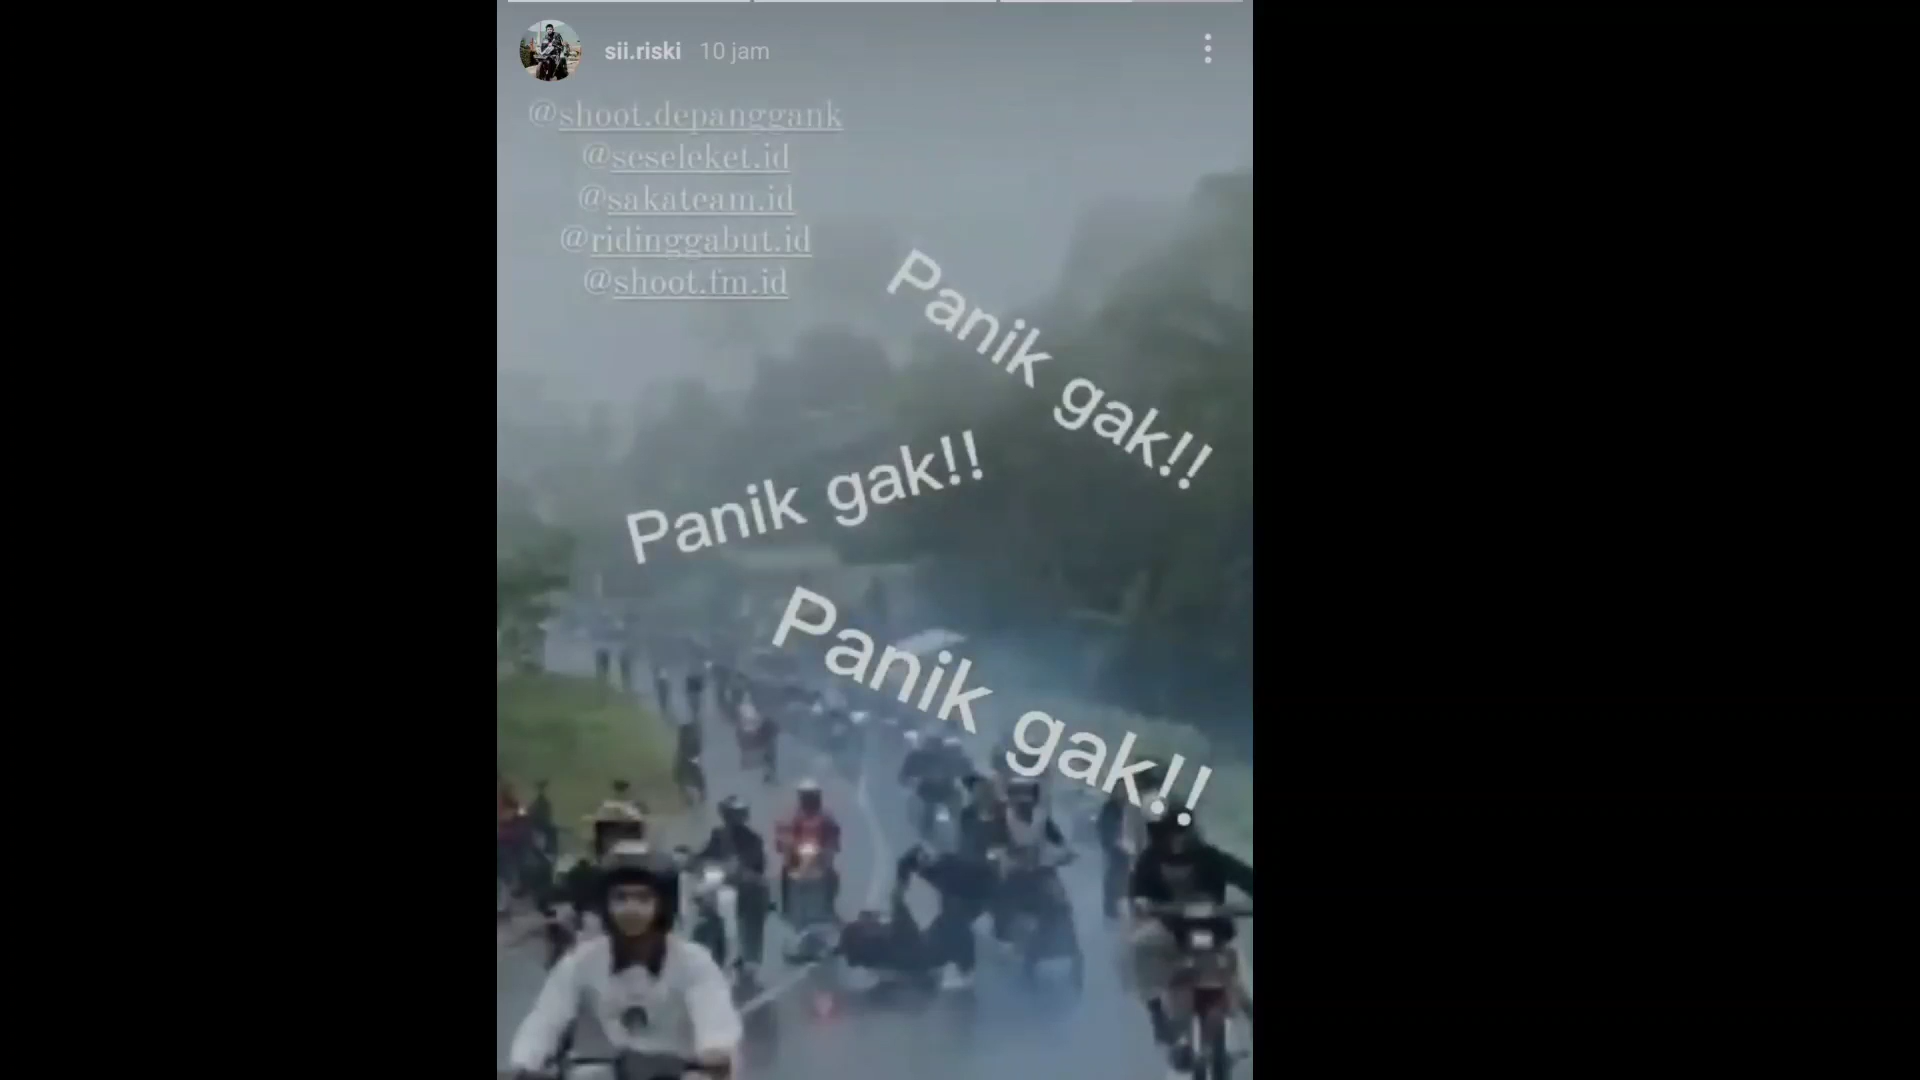 sii.riski 10 jam
@shoot.depanggank
@seseleket.id
@sakateam.id
@ridinggabut.id
@shoot.fm.id
Panik gak!!
Panik gak!!
Panik gak!!